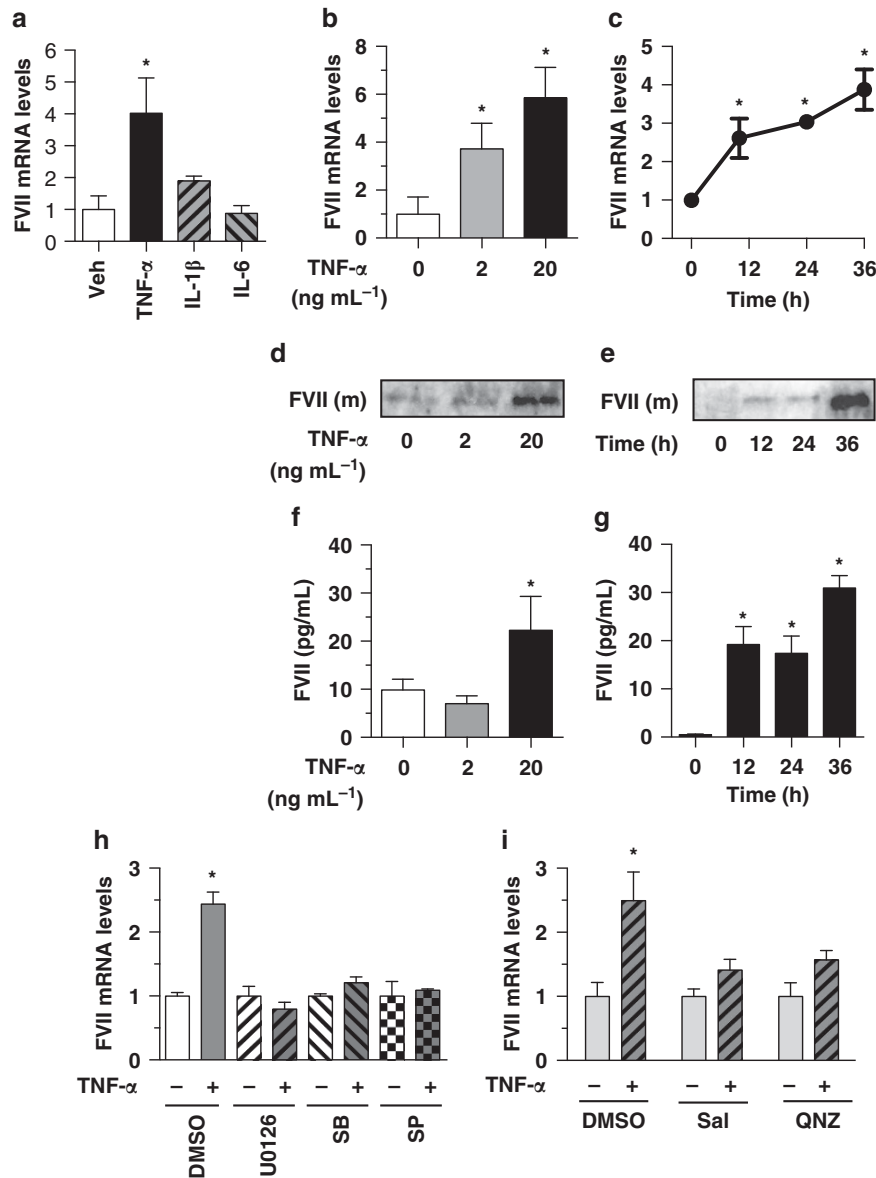 a
FVII mRNA levels
6
5
4
3
2
1
0
*
Veh
TNF-α
IL-1β
IL-6
b
FVII mRNA levels
8
6
4
2
0
*
*
TNF-α 0 2 20
(ng mL⁻¹)
c
FVII mRNA levels
5
4
3
2
1
0
*
*
*
0 12 24 36
Time (h)
d
FVII (m)
TNF-α 0 2 20
(ng mL⁻¹)
e
FVII (m)
Time (h) 0 12 24 36
f
FVII (pg/mL)
40
30
20
10
0
*
TNF-α 0 2 20
(ng mL⁻¹)
g
FVII (pg/mL)
40
30
20
10
0
*
*
*
0 12 24 36
Time (h)
h
FVII mRNA levels
3
2
1
0
*
TNF-α − + − + − + − +
DMSO
U0126
SB
SP
i
FVII mRNA levels
3
2
1
0
*
TNF-α − + − + − +
DMSO Sal QNZ